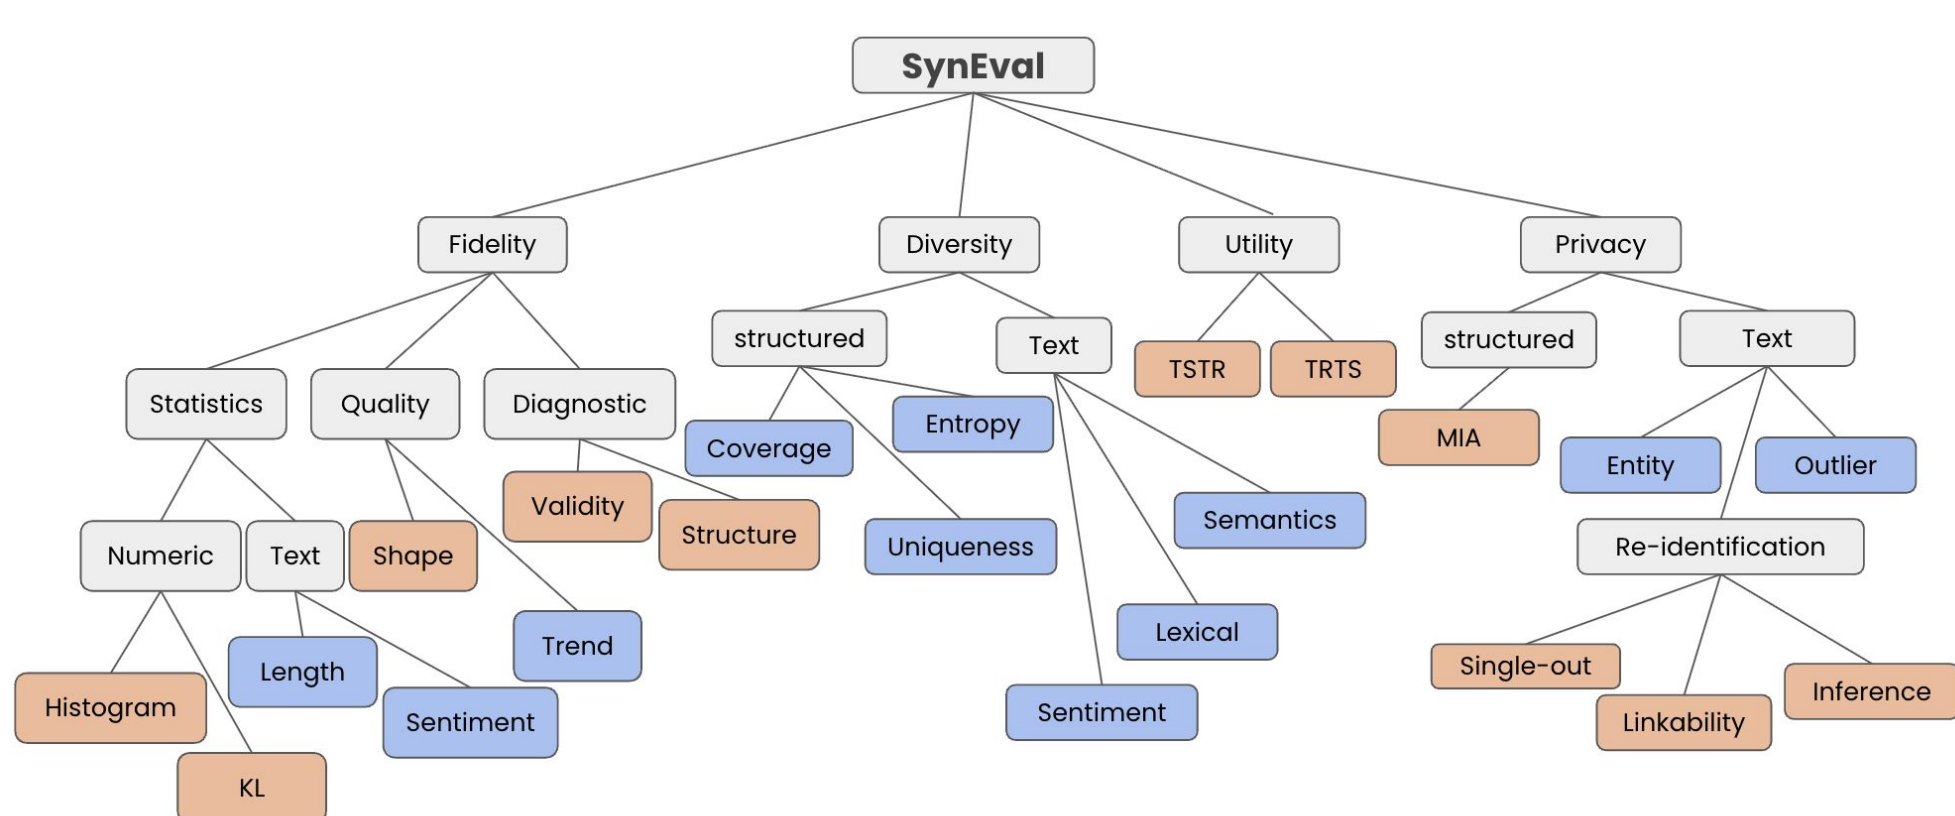 SynEval
Fidelity
Diversity
Utility
Privacy
structured
Text
structured
Text
TSTR
TRTS
Statistics
Quality
Diagnostic
Coverage
Entropy
MIA
Entity
Outlier
Validity
Structure
Semantics
Numeric
Text
Shape
Uniqueness
Re-identification
Trend
Lexical
Length
Single-out
Histogram
Sentiment
Sentiment
Linkability
Inference
KL